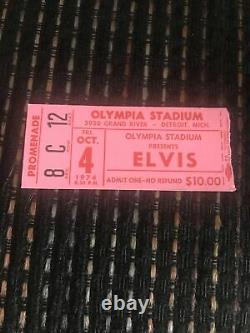 PROMENADE
8 C 12
OLYMPIA STADIUM
5920 GRAND RIVER - DETROIT, MICH.
FRI.
OCT.
4
1974
8:30 P.M.
OLYMPIA STADIUM
PRESENTS
ELVIS
ADMIT ONE-NO REFUND $10.00